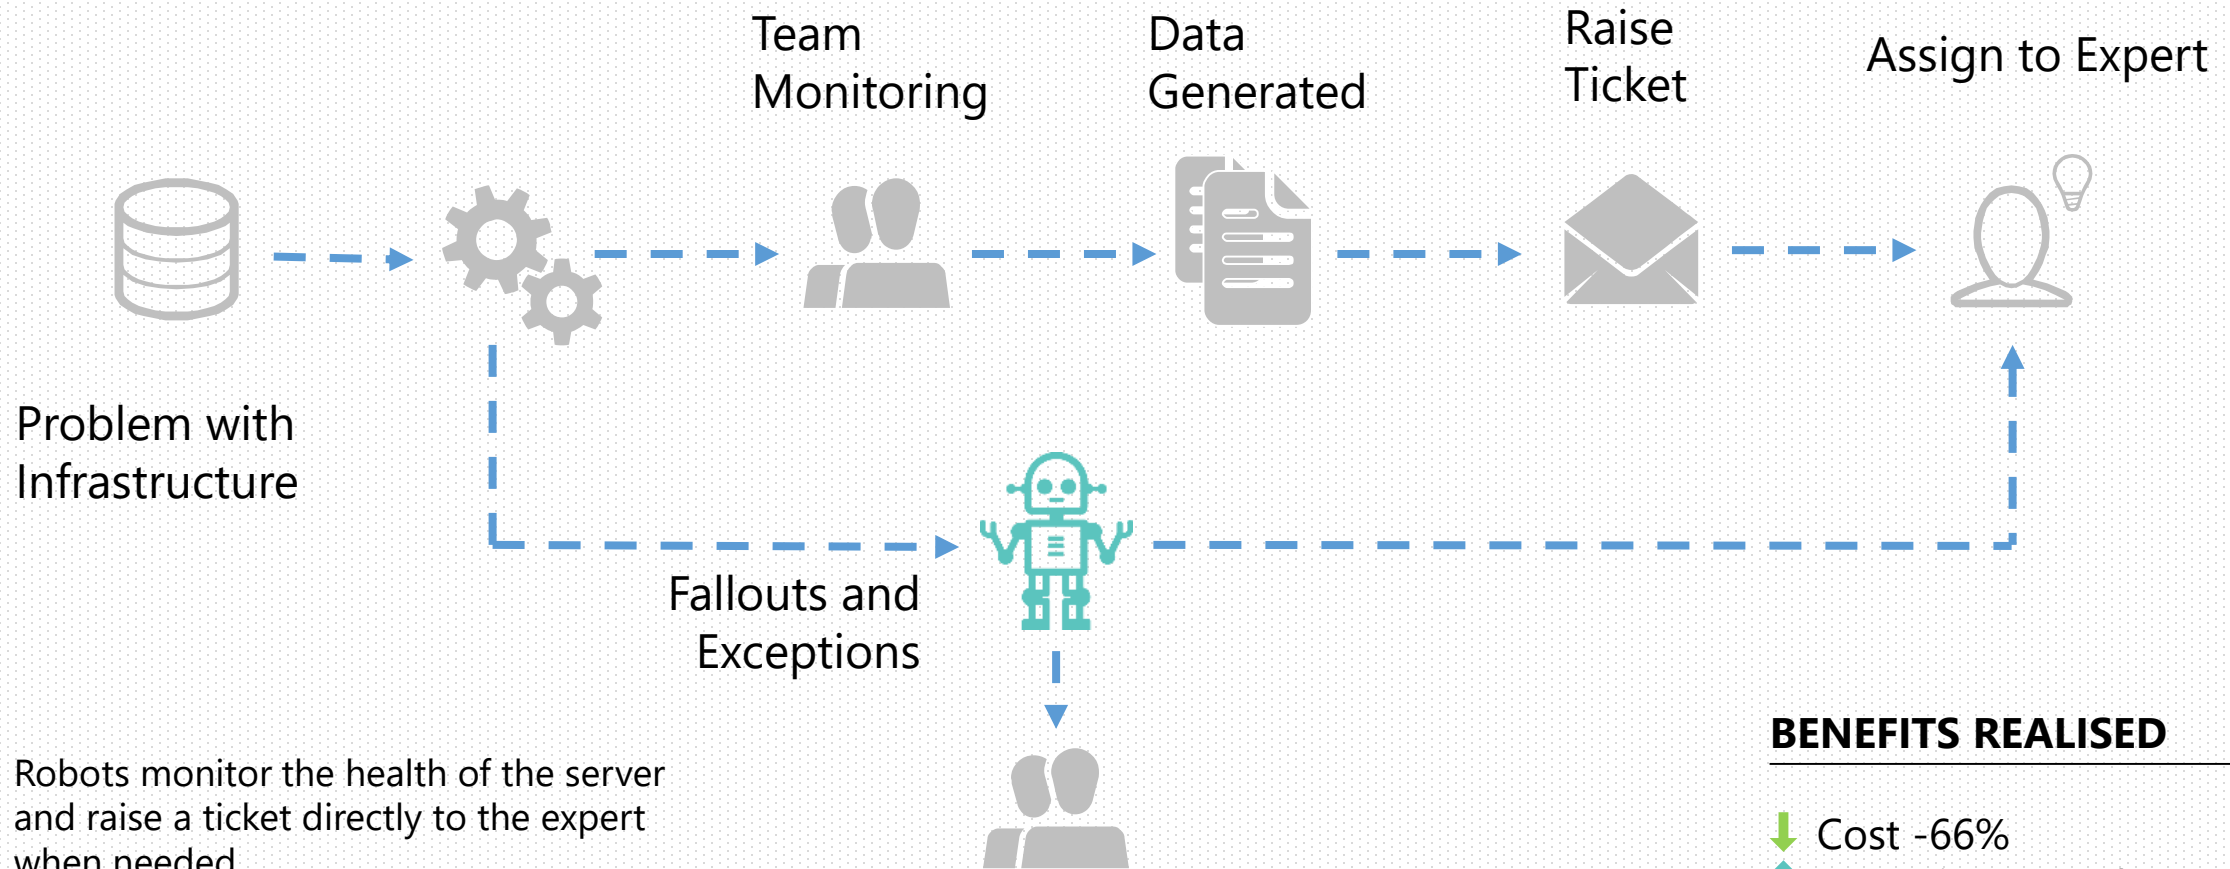 Team
Monitoring
Data
Generated
Raise
Ticket
Assign to Expert
Problem with
Infrastructure
Fallouts and
Exceptions
Robots monitor the health of the server
and raise a ticket directly to the expert
when needed
BENEFITS REALISED
Cost -66%